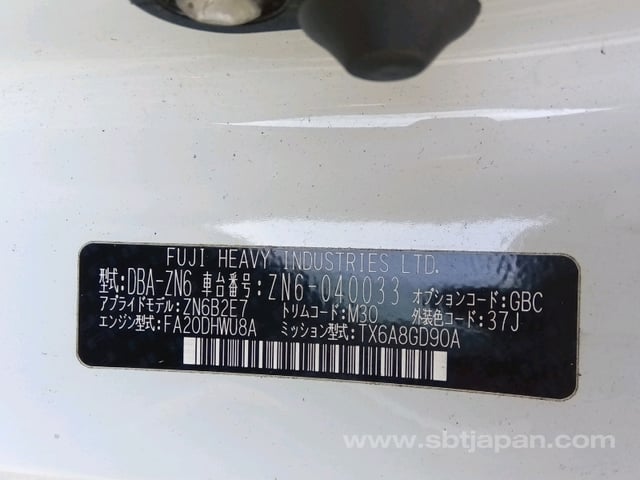 FUJI HEAVY INDUSTRIES LTD.
型式:DBA-ZN6 車台番号:ZN6-040033 オプションコード:GBC
アプライドモデル:ZN6B2E7 トリムコード:M30 外装色コード:37J
エンジン型式:FA20DHWU8A ミッション型式:TX6A8GD90A
www.sbtjapan.com